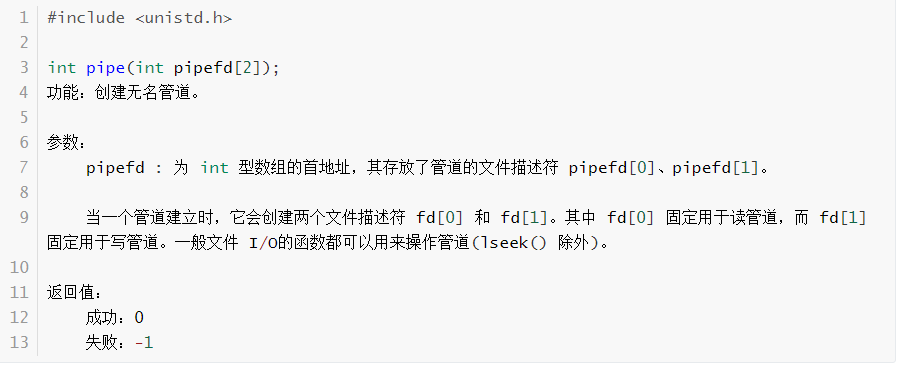 1 #include <unistd.h>
2
3 int pipe(int pipefd[2]);
4 功能：创建无名管道。
5
6 参数：
7     pipefd : 为 int 型数组的首地址，其存放了管道的文件描述符 pipefd[0]、pipefd[1]。
8
9     当一个管道建立时，它会创建两个文件描述符 fd[0] 和 fd[1]。其中 fd[0] 固定用于读管道，而 fd[1]
固定用于写管道。一般文件 I/O的函数都可以用来操作管道(lseek() 除外)。
10
11 返回值：
12     成功：0
13     失败：-1